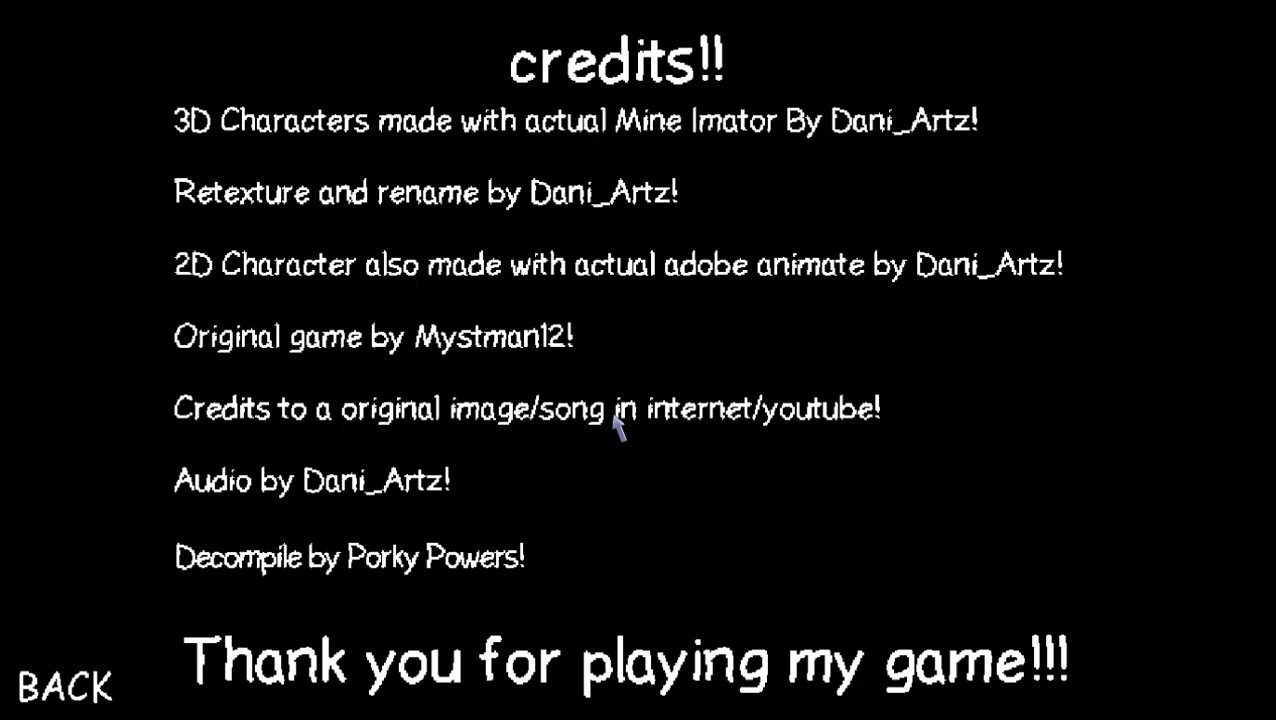 credits!!
3D Characters made with actual Mine Imator By Dani_Artz!
Retexture and rename by Dani_Artz!
2D Character also made with actual adobe animate by Dani_Artz!
Original game by Mystman12!
Credits to a original image/song in internet/youtube!
Audio by Dani_Artz!
Decompile by Porky Powers!
Thank you for playing my game!!!
BACK